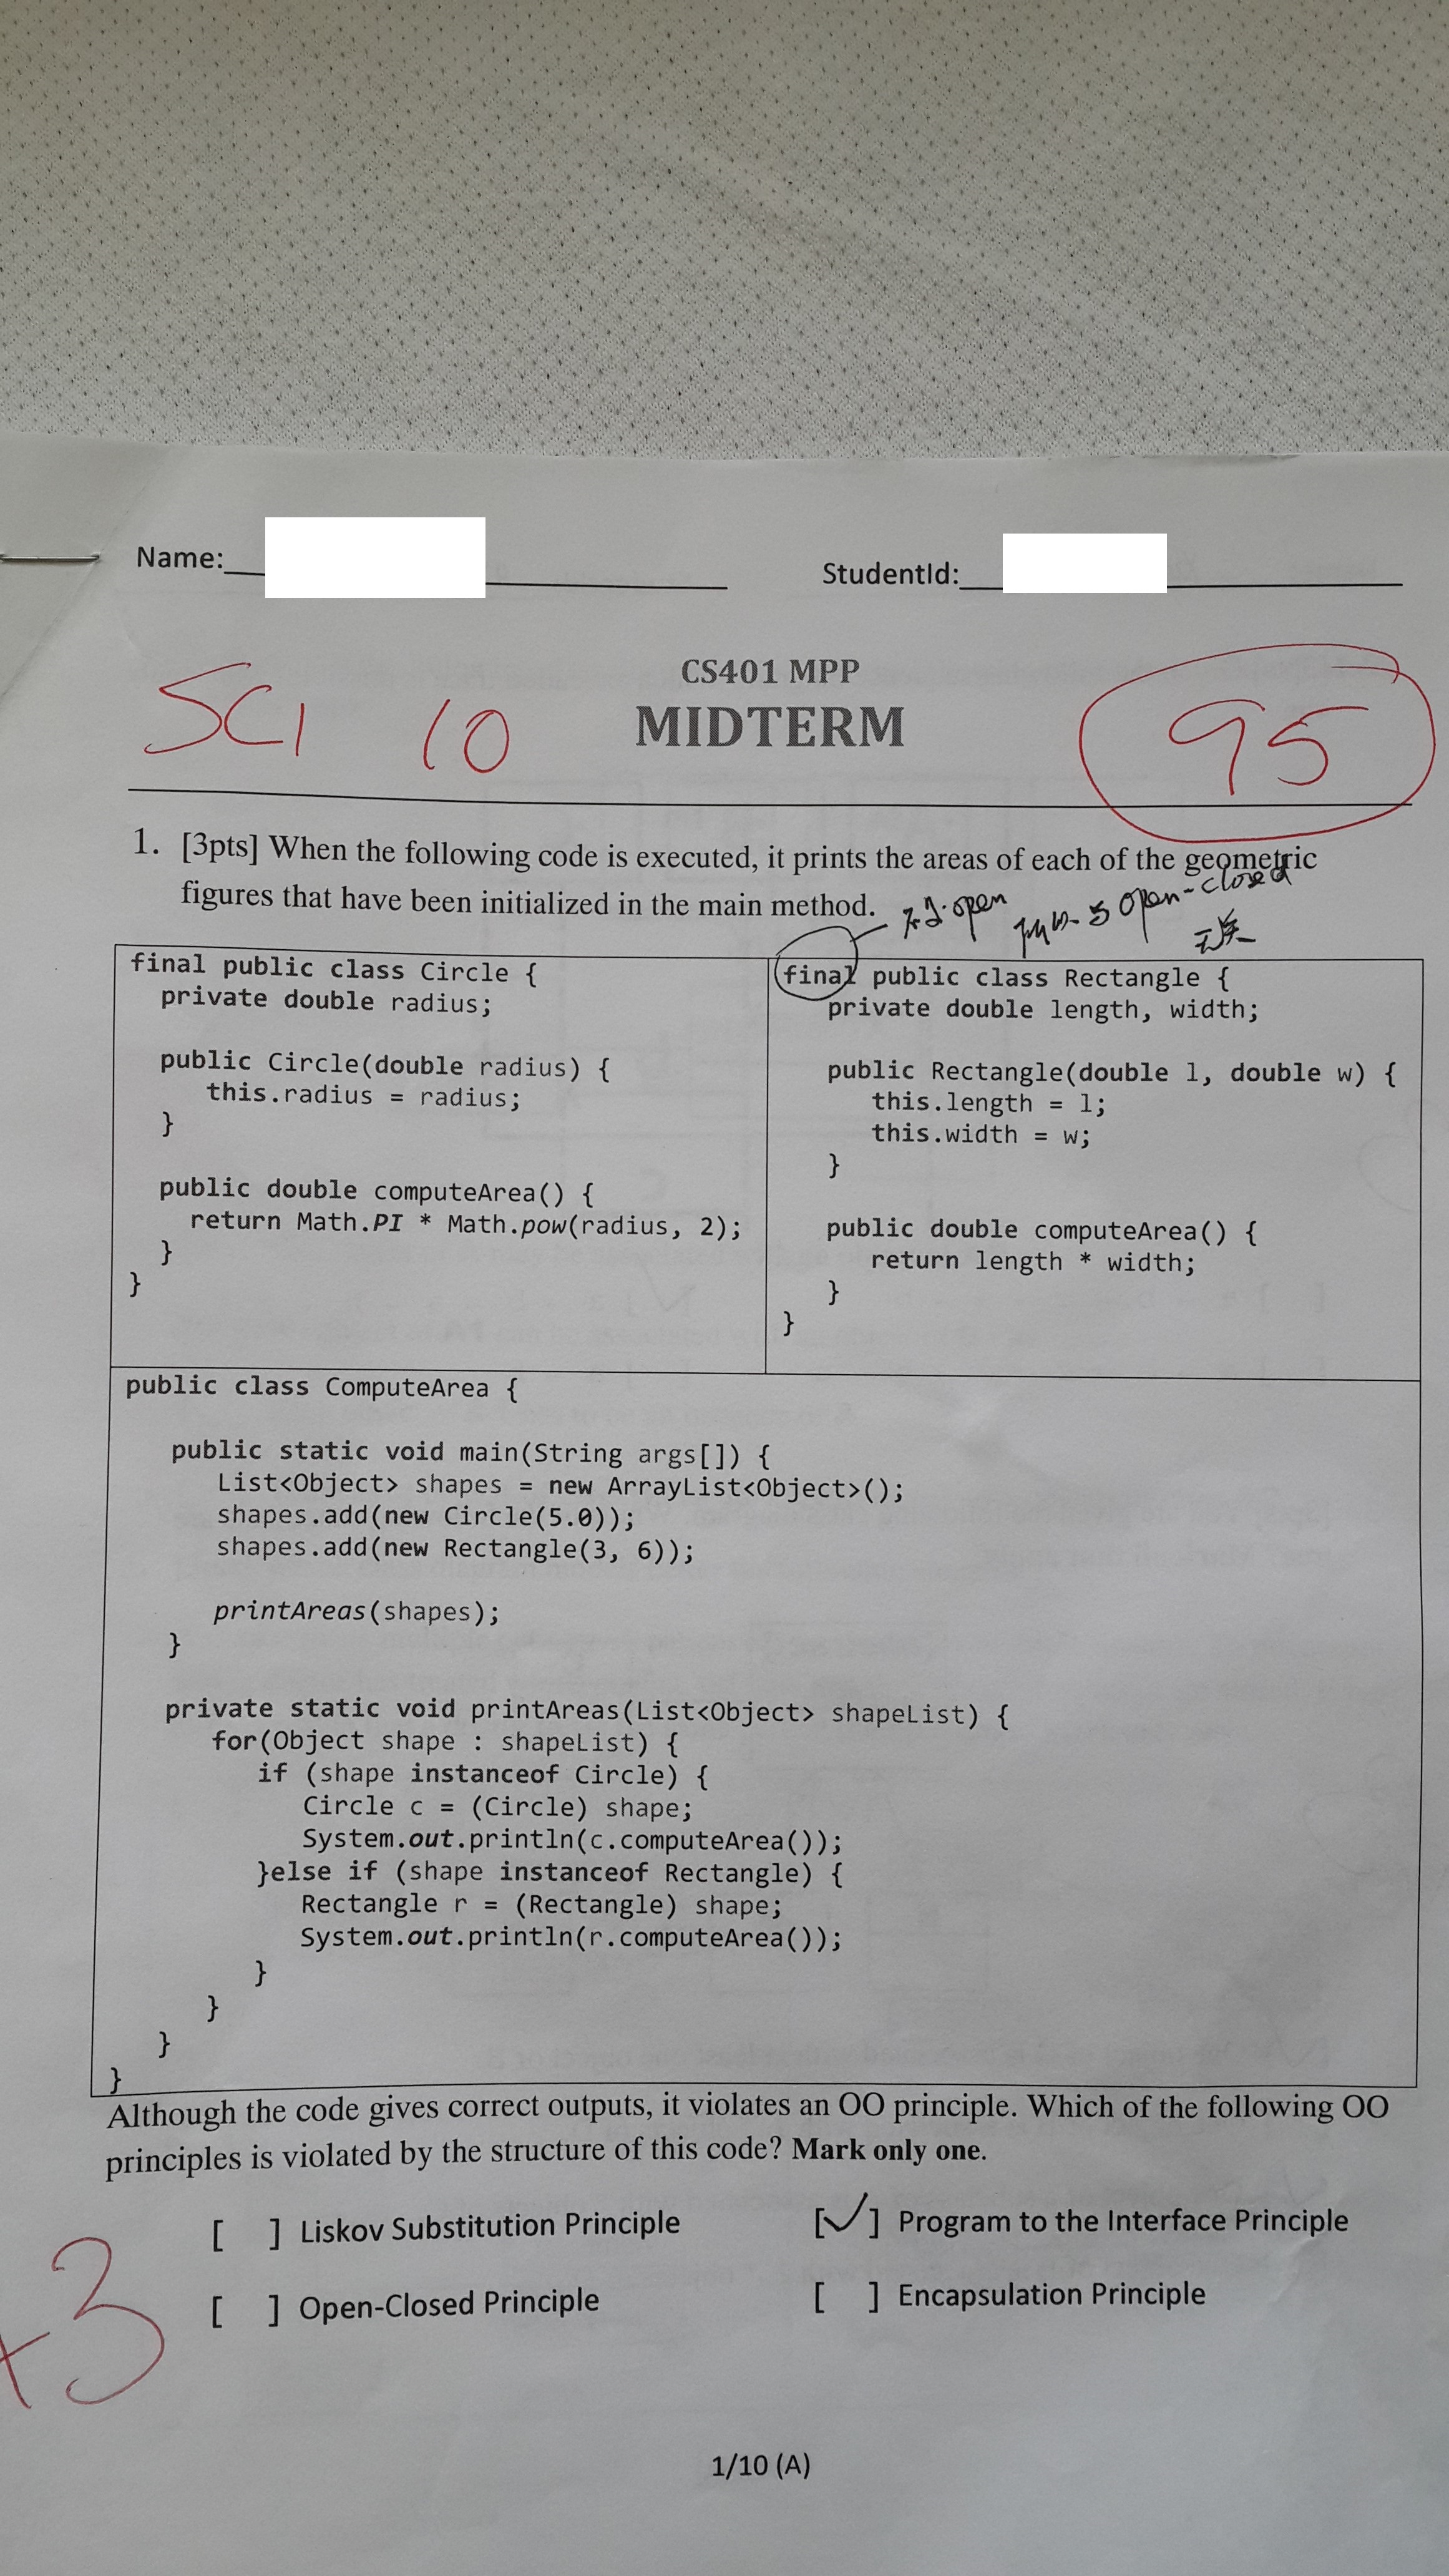 Name:
StudentId:
CS401 MPP
SCI 10
MIDTERM
95
1. [3pts] When the following code is executed, it prints the areas of each of the geometric
figures that have been initialized in the main method.
open
open-closed
final public class Circle {
private double radius;
public Circle(double radius) {
this.radius = radius;
}
public double computeArea() {
return Math.PI * Math.pow(radius, 2);
}
}
final public class Rectangle {
private double length, width;
public Rectangle(double l, double w) {
this.length = l;
this.width = w;
}
public double computeArea() {
return length * width;
}
}
public class ComputeArea {
public static void main(String args[]) {
List<Object> shapes = new ArrayList<Object>();
shapes.add(new Circle(5.0));
shapes.add(new Rectangle(3, 6));
printAreas(shapes);
}
private static void printAreas(List<Object> shapeList) {
for(Object shape : shapeList) {
if (shape instanceof Circle) {
Circle c = (Circle) shape;
System.out.println(c.computeArea());
}else if (shape instanceof Rectangle) {
Rectangle r = (Rectangle) shape;
System.out.println(r.computeArea());
}
}
}
}
Although the code gives correct outputs, it violates an OO principle. Which of the following OO
principles is violated by the structure of this code? Mark only one.
[ ] Liskov Substitution Principle
[✓] Program to the Interface Principle
[ ] Open-Closed Principle
[ ] Encapsulation Principle
+3
1/10 (A)